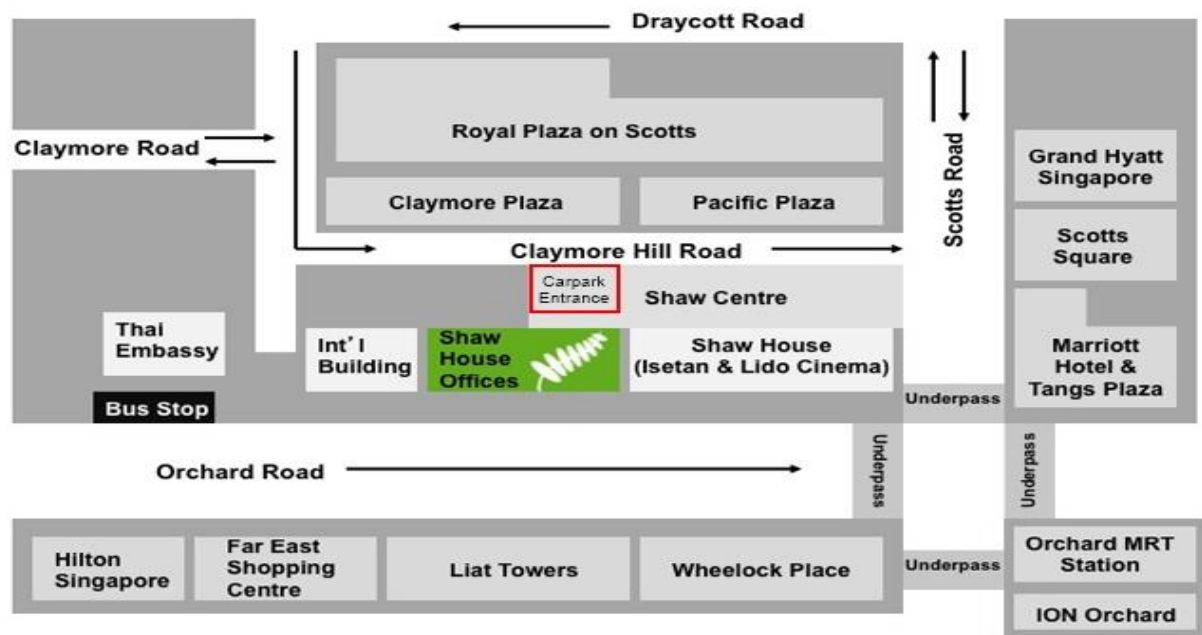 Draycott Road
Royal Plaza on Scotts
Claymore Road
Claymore Plaza
Pacific Plaza
Scotts Road
Grand Hyatt
Singapore
Scotts
Square
Claymore Hill Road
Carpark
Entrance
Shaw Centre
Thai
Embassy
Int'l
Building
Shaw
House
Offices
Shaw House
(Isetan & Lido Cinema)
Marriott
Hotel &
Tangs Plaza
Bus Stop
Underpass
Orchard Road
Underpass
Underpass
Hilton
Singapore
Far East
Shopping
Centre
Liat Towers
Wheelock Place
Underpass
Orchard MRT
Station
ION Orchard